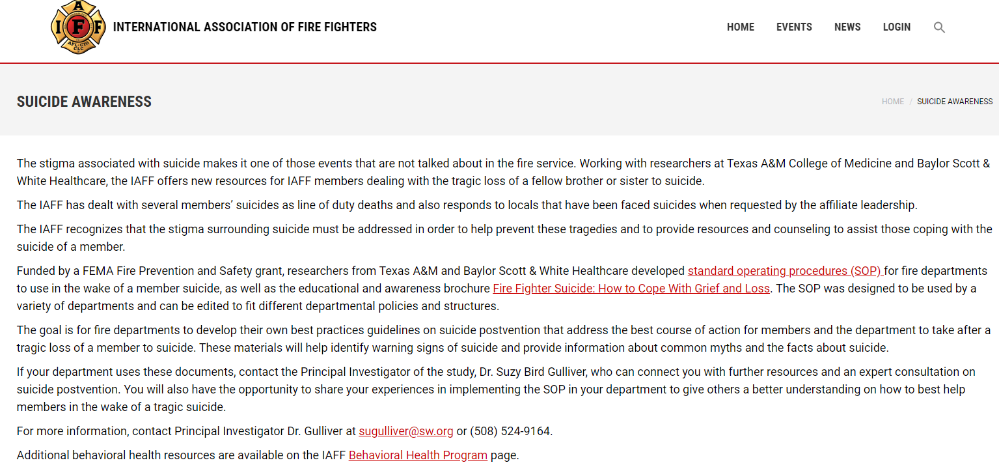 A
I F F
AFL-CIO
CLC
INTERNATIONAL ASSOCIATION OF FIRE FIGHTERS
HOME EVENTS NEWS LOGIN
SUICIDE AWARENESS
HOME / SUICIDE AWARENESS
The stigma associated with suicide makes it one of those events that are not talked about in the fire service. Working with researchers at Texas A&M College of Medicine and Baylor Scott &
White Healthcare, the IAFF offers new resources for IAFF members dealing with the tragic loss of a fellow brother or sister to suicide.
The IAFF has dealt with several members’ suicides as line of duty deaths and also responds to locals that have been faced suicides when requested by the affiliate leadership.
The IAFF recognizes that the stigma surrounding suicide must be addressed in order to help prevent these tragedies and to provide resources and counseling to assist those coping with the
suicide of a member.
Funded by a FEMA Fire Prevention and Safety grant, researchers from Texas A&M and Baylor Scott & White Healthcare developed standard operating procedures (SOP) for fire departments
to use in the wake of a member suicide, as well as the educational and awareness brochure Fire Fighter Suicide: How to Cope With Grief and Loss. The SOP was designed to be used by a
variety of departments and can be edited to fit different departmental policies and structures.
The goal is for fire departments to develop their own best practices guidelines on suicide postvention that address the best course of action for members and the department to take after a
tragic loss of a member to suicide. These materials will help identify warning signs of suicide and provide information about common myths and the facts about suicide.
If your department uses these documents, contact the Principal Investigator of the study, Dr. Suzy Bird Gulliver, who can connect you with further resources and an expert consultation on
suicide postvention. You will also have the opportunity to share your experiences in implementing the SOP in your department to give others a better understanding on how to best help
members in the wake of a tragic suicide.
For more information, contact Principal Investigator Dr. Gulliver at sugulliver@sw.org or (508) 524-9164.
Additional behavioral health resources are available on the IAFF Behavioral Health Program page.